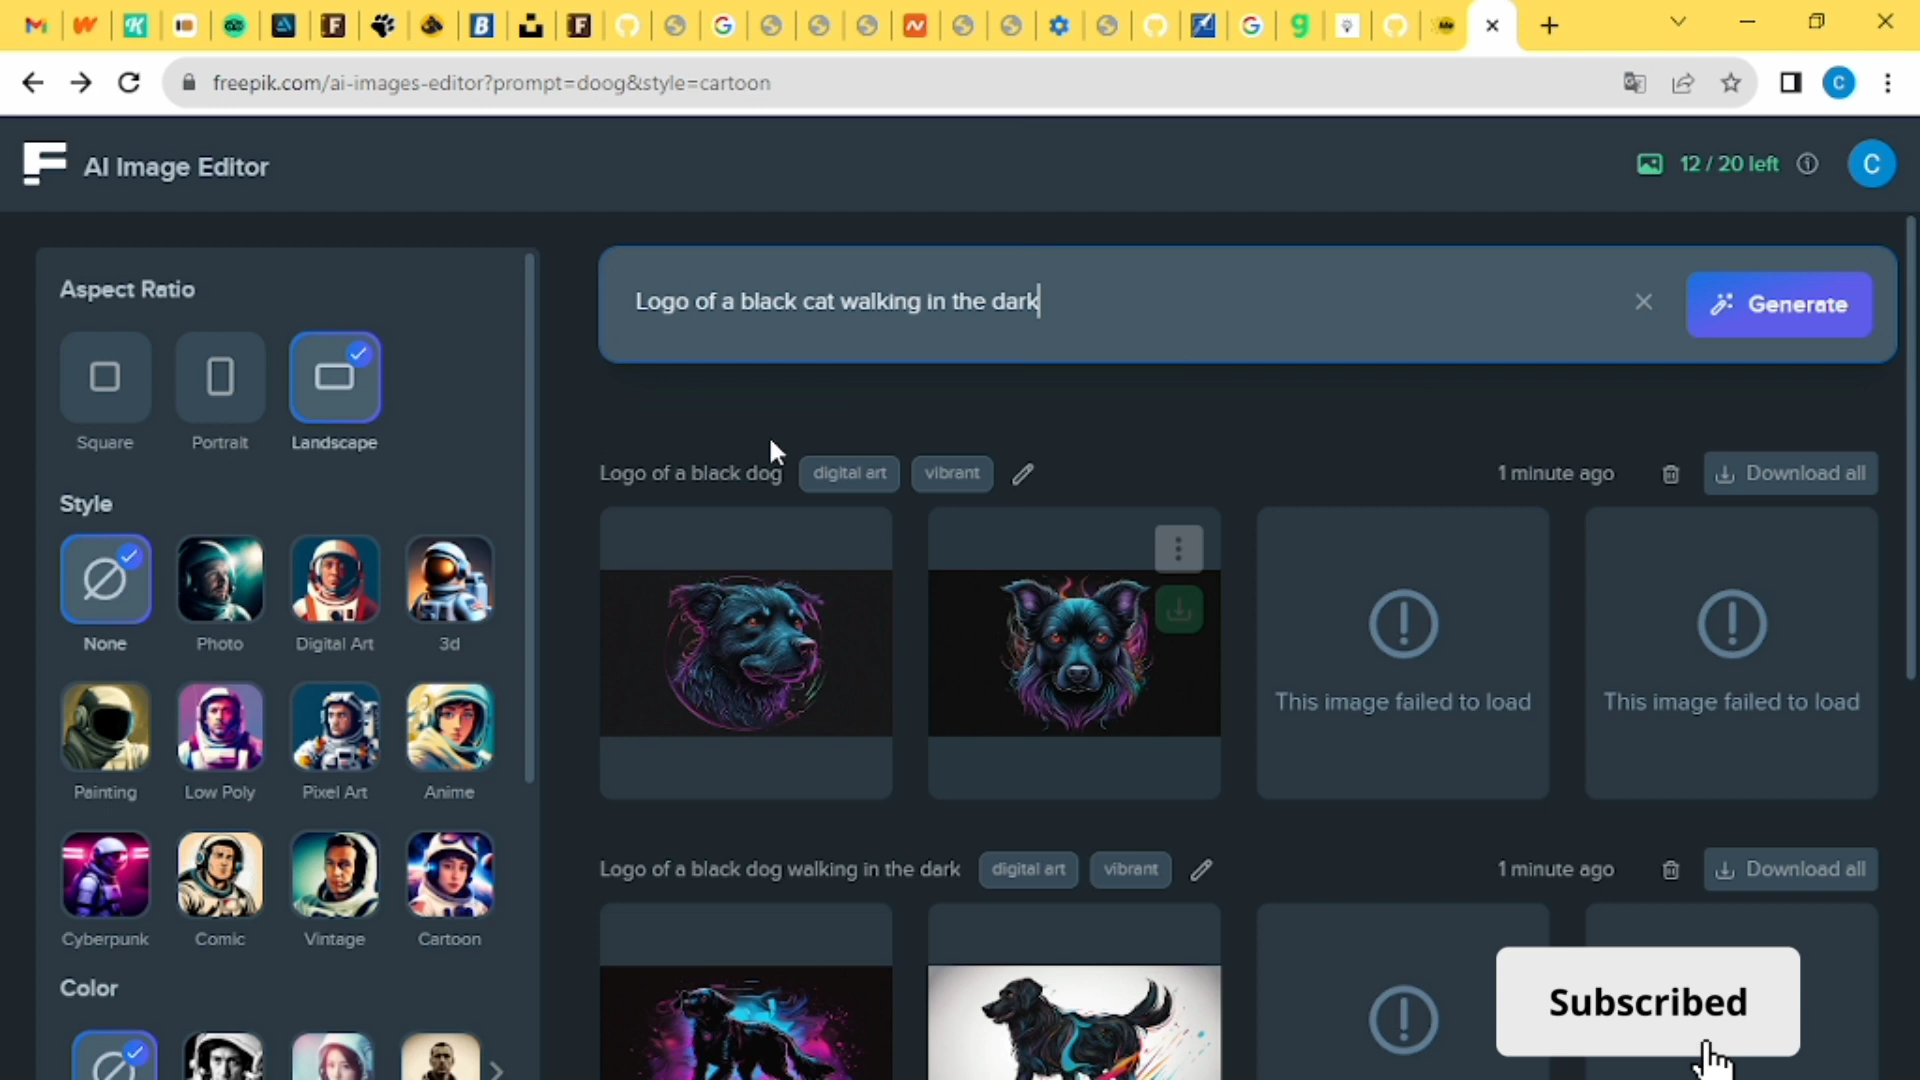 freepik.com/ai-images-editor?prompt=doog&style=cartoon
C
AI Image Editor
12 / 20 left
C
Aspect Ratio
Square
Portrait
Landscape
Logo of a black cat walking in the dark
Generate
Logo of a black dog
digital art
vibrant
1 minute ago
Download all
Style
None
Photo
Digital Art
3d
This image failed to load
This image failed to load
Painting
Low Poly
Pixel Art
Anime
Logo of a black dog walking in the dark
digital art
vibrant
1 minute ago
Download all
Cyberpunk
Comic
Vintage
Cartoon
Color
Subscribed